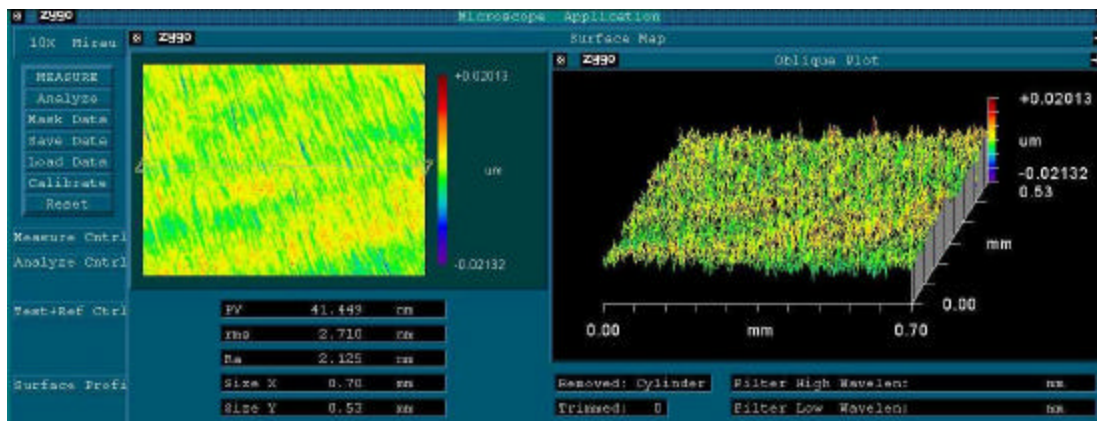 zygo
Microscope Application
10X Mirau
zygo
Surface Map
MEASURE
Analyze
Mask Data
Save Data
Load Data
Calibrate
Reset
Measure Cntrl
Analyze Cntrl
Test+Ref Ctrl
Surface Profi
+0.02013
um
-0.02132
zygo
Oblique Plot
+0.02013
um
-0.02132
0.53
mm
0.00
0.00
mm
0.70
PV 41.449 nm
rms 2.710 nm
Ra 2.125 nm
Size X 0.70 mm
Size Y 0.53 mm
Removed: Cylinder
Trimmed: 0
Filter High Wavelen: nm
Filter Low Wavelen: nm